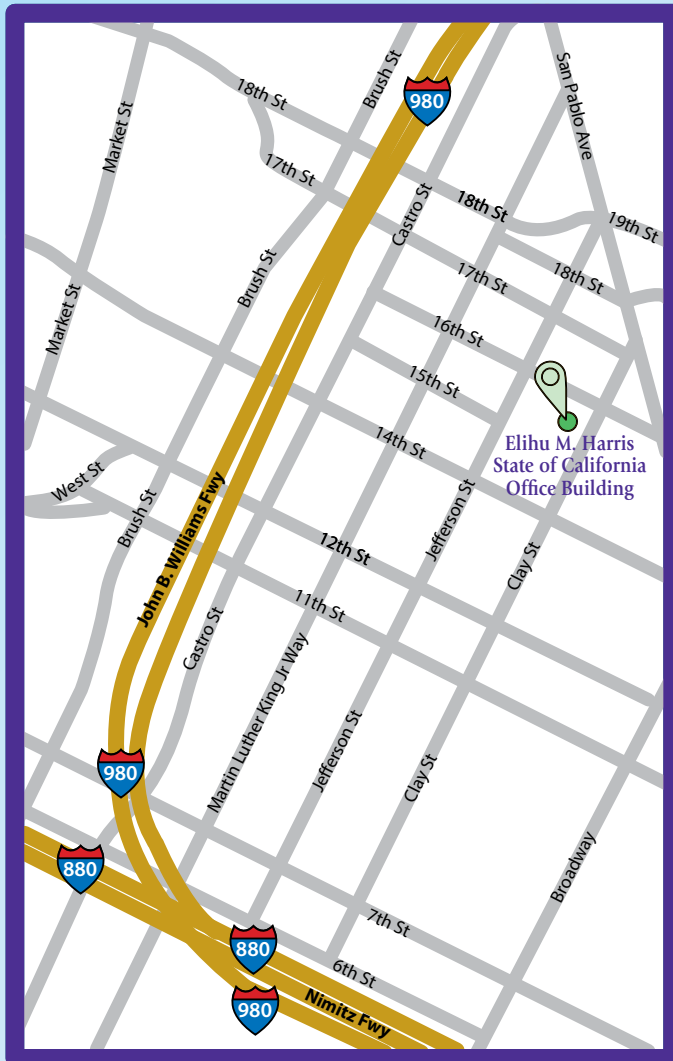 Brush St
980
San Pablo Ave
18th St
Market St
17th St
18th St
Castro St
19th St
Brush St
17th St
18th St
Market St
16th St
15th St
Elihu M. Harris
State of California
Office Building
14th St
West St
Brush St
Jefferson St
John B. Williams Fwy
12th St
Clay St
11th St
Castro St
Martin Luther King Jr Way
Jefferson St
Clay St
980
Broadway
880
7th St
880
6th St
980
Nimitz Fwy